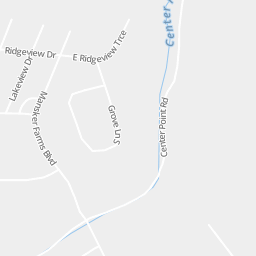 Center
Ridgeview Dr
E Ridgeview Trce
Lakeview Dr
Mansker Farms Blvd
Grove Ln S
Center Point Rd